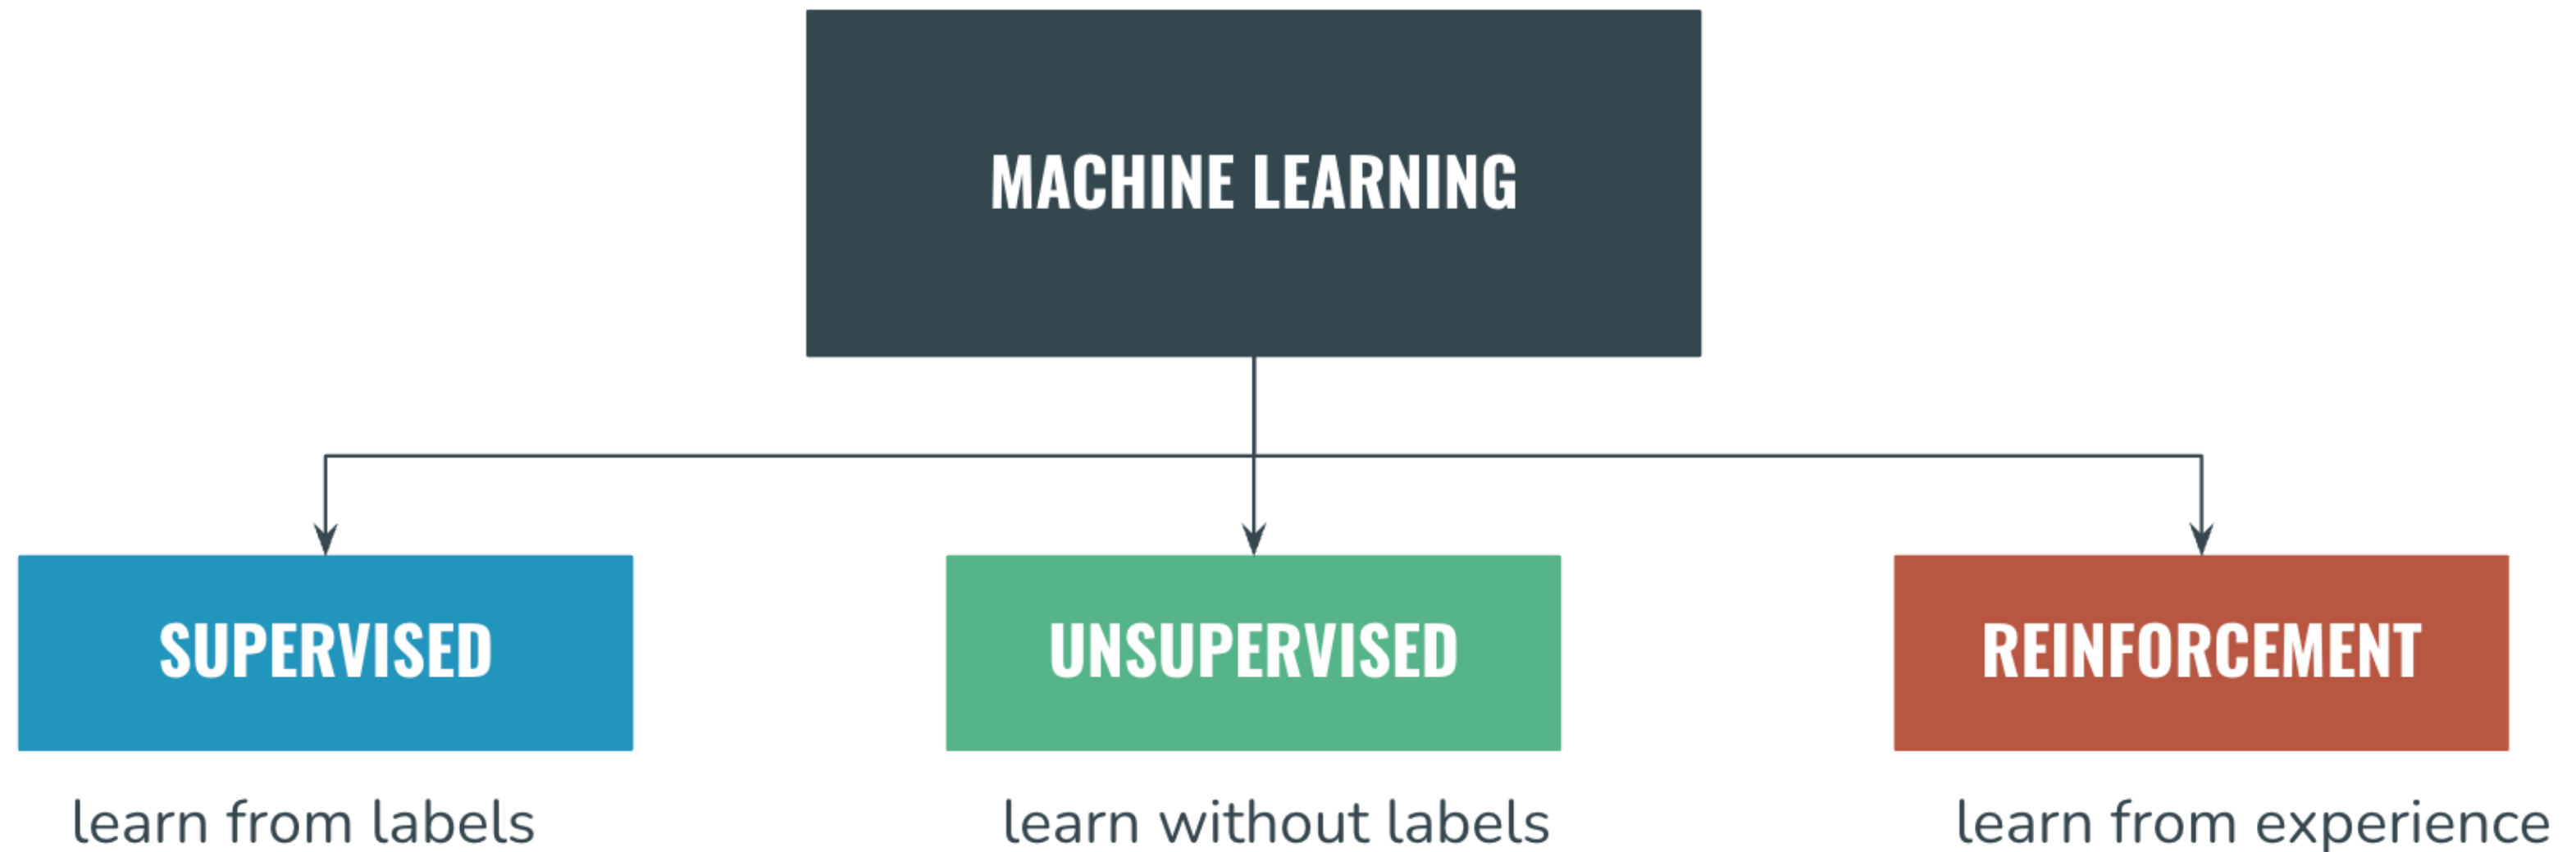 MACHINE LEARNING
SUPERVISED
UNSUPERVISED
REINFORCEMENT
learn from labels
learn without labels
learn from experience